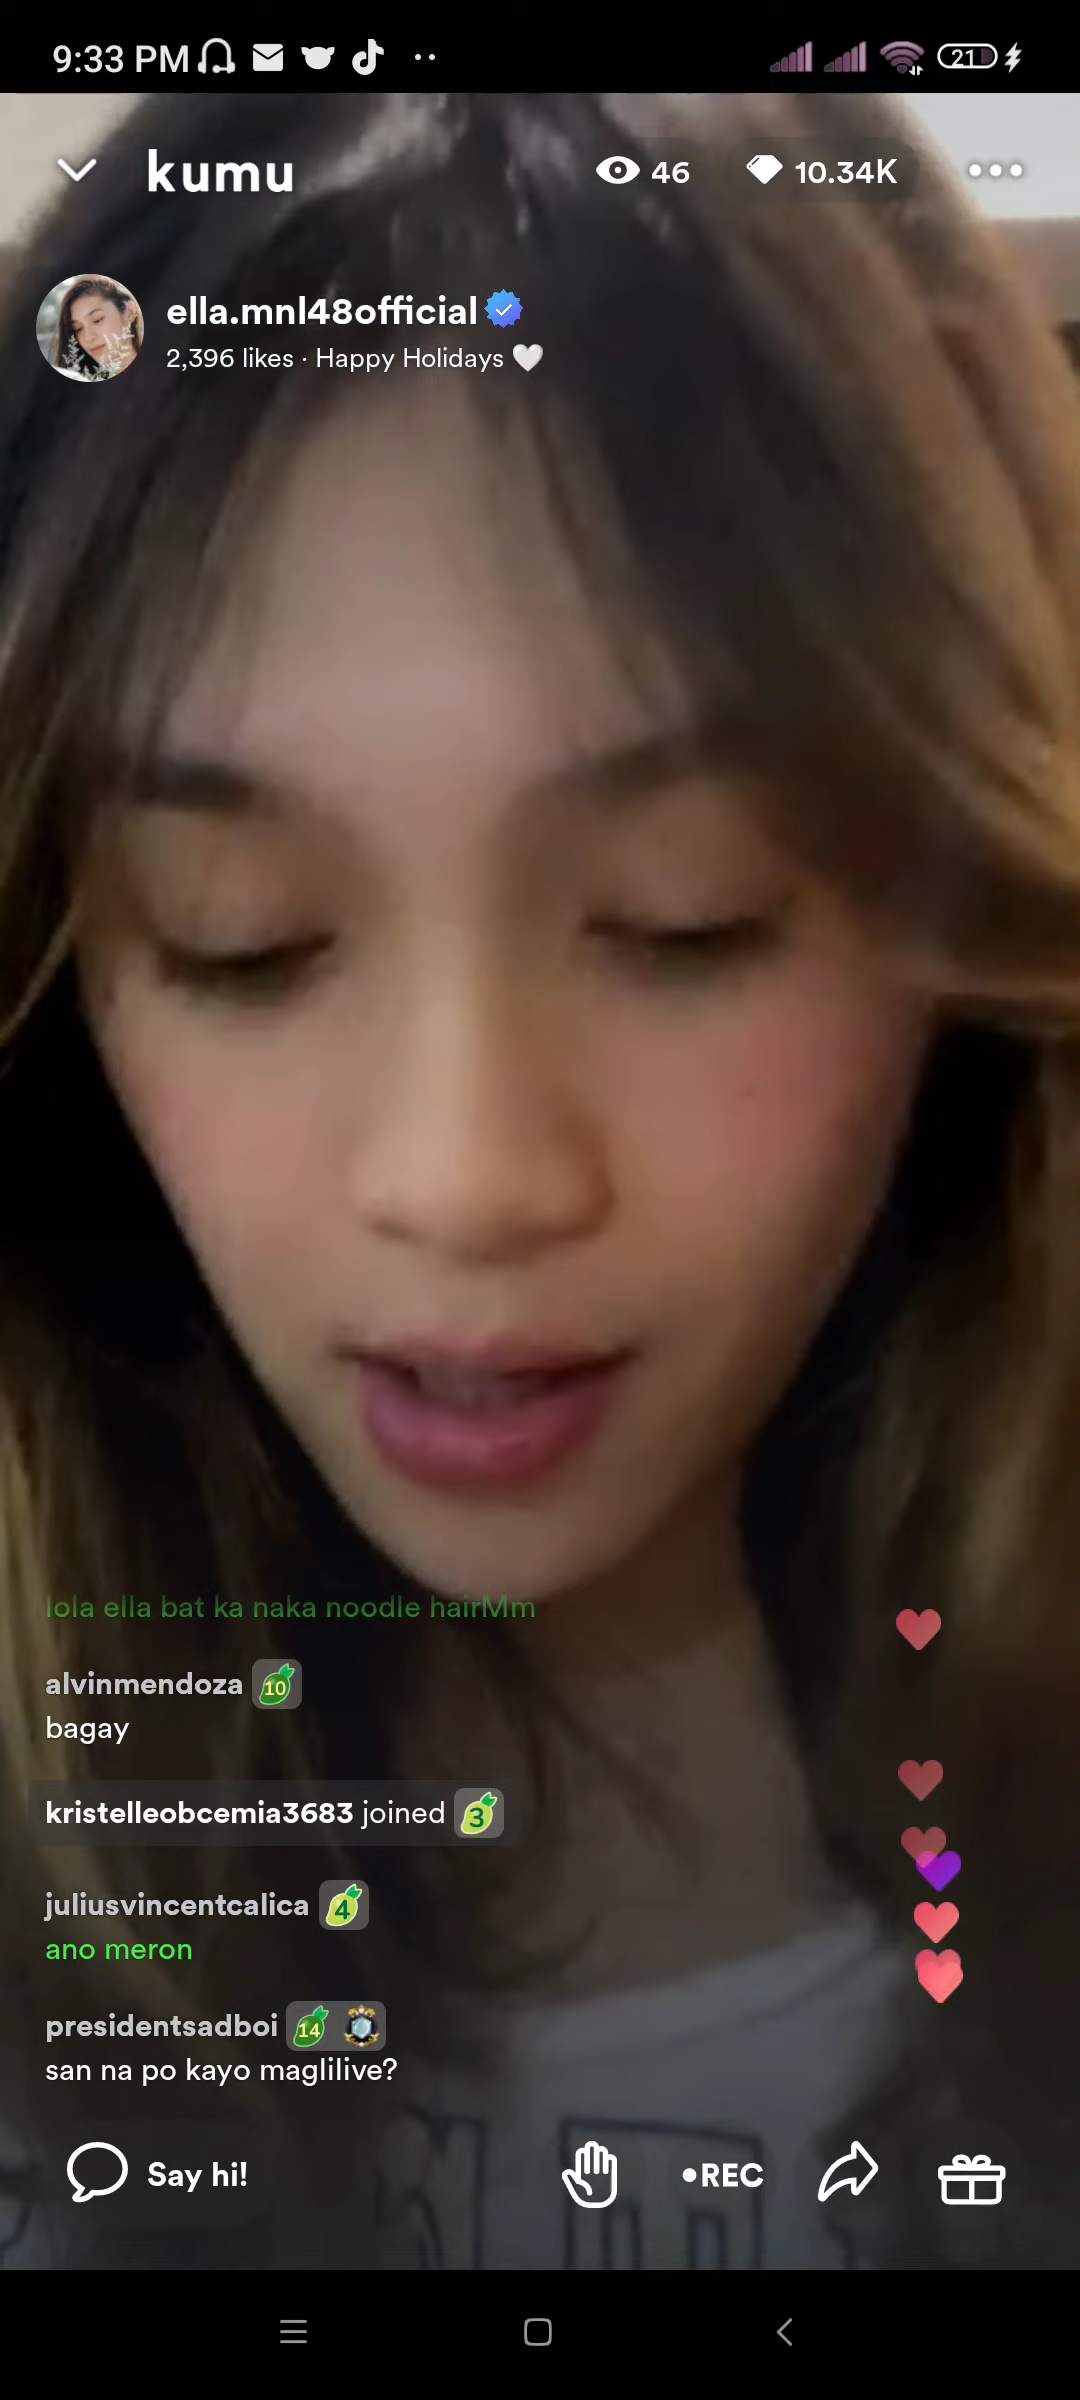 9:33 PM
21
kumu
46
10.34K
ella.mnl48official
2,396 likes · Happy Holidays 🤍
lola ella bat ka naka noodle hairMm
alvinmendoza 10
bagay
kristelleobcemia3683 joined 3
juliusvincentcalica 4
ano meron
presidentsadboi 14
san na po kayo maglilive?
Say hi!
•REC